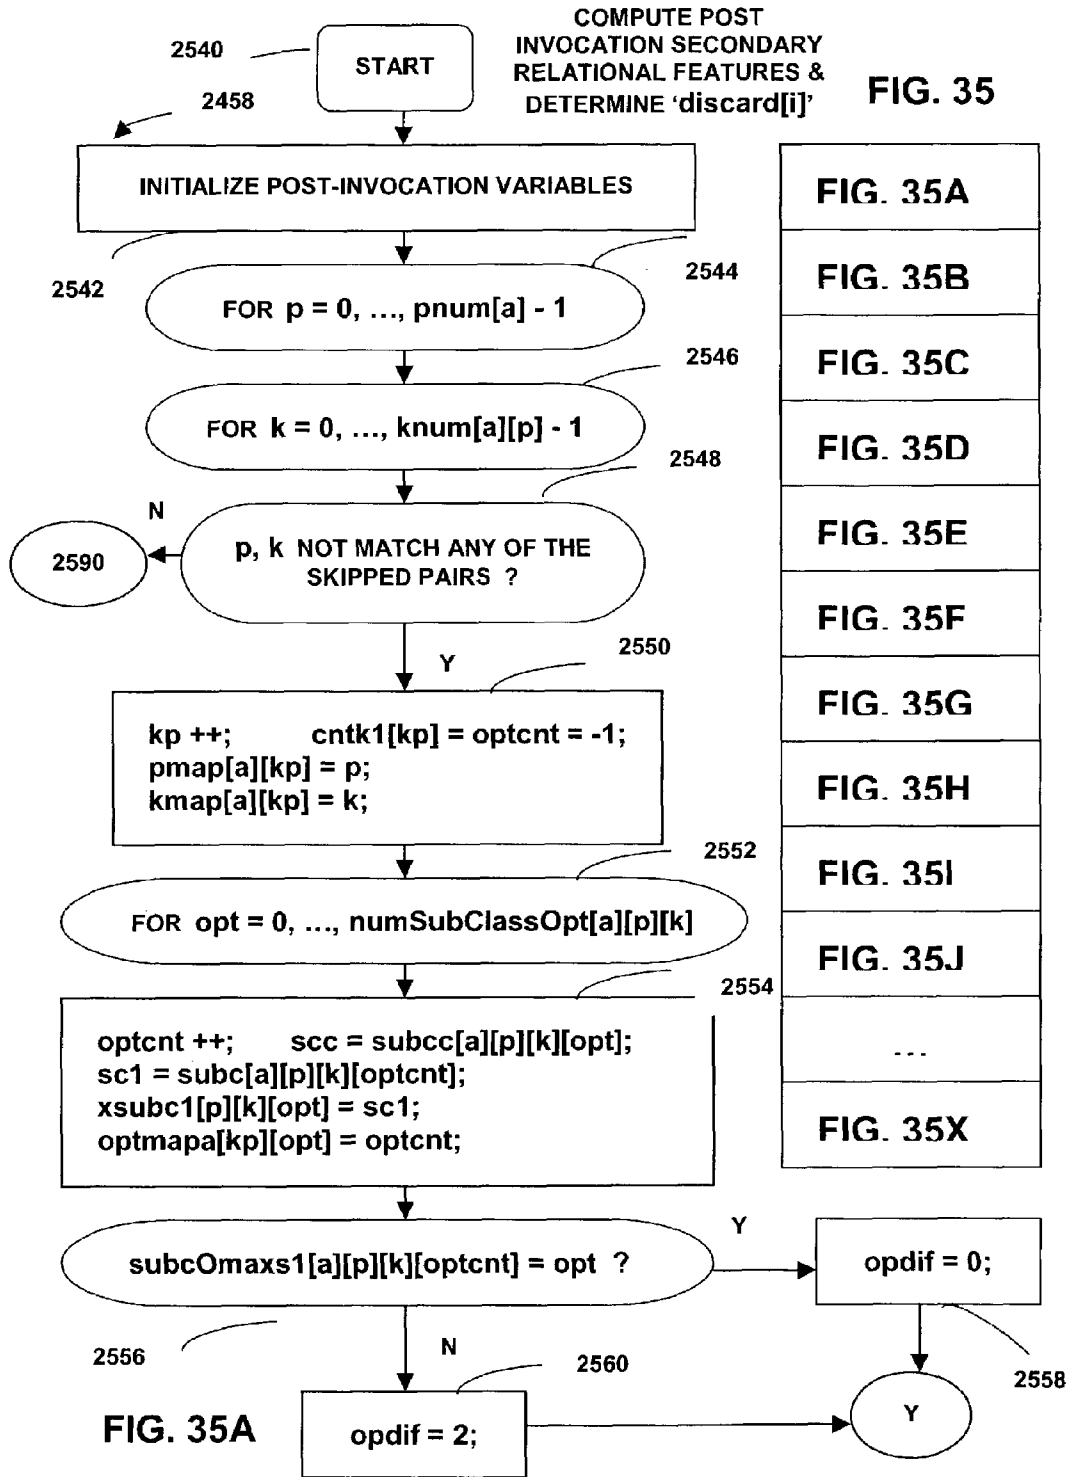 COMPUTE POST
INVOCATION SECONDARY
RELATIONAL FEATURES &
DETERMINE 'discard[i]'
FIG. 35
2540
START
2458
INITIALIZE POST-INVOCATION VARIABLES
2542
2544
FOR p = 0, ..., pnum[a] - 1
2546
FOR k = 0, ..., knum[a][p] - 1
2548
N
2590
p, k NOT MATCH ANY OF THE
SKIPPED PAIRS ?
Y
2550
kp ++; cntk1[kp] = optcnt = -1;
pmap[a][kp] = p;
kmap[a][kp] = k;
2552
FOR opt = 0, ..., numSubClassOpt[a][p][k]
2554
optcnt ++; scc = subcc[a][p][k][opt];
sc1 = subc[a][p][k][optcnt];
xsubc1[p][k][opt] = sc1;
optmapa[kp][opt] = optcnt;
subcOmaxs1[a][p][k][optcnt] = opt ?
Y
opdif = 0;
2556
N
2560
2558
opdif = 2;
Y
FIG. 35A
FIG. 35A
FIG. 35B
FIG. 35C
FIG. 35D
FIG. 35E
FIG. 35F
FIG. 35G
FIG. 35H
FIG. 35I
FIG. 35J
...
FIG. 35X